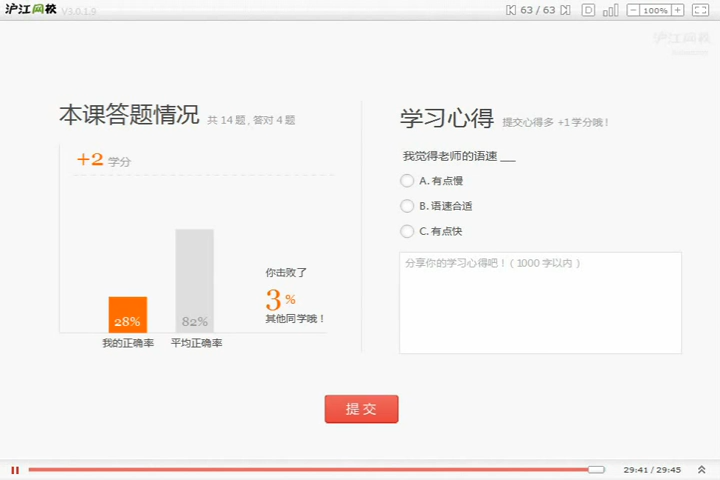 沪江网校 V3.0.1.9
63 / 63
D
100%
沪江网校
本课答题情况 共 14 题, 答对 4 题
+2 学分
28%
82%
我的正确率 平均正确率
你击败了
3 %
其他同学哦！
学习心得 提交心得多 +1 学分哦！
我觉得老师的语速 ___
A. 有点慢
B. 语速合适
C. 有点快
分享你的学习心得吧！( 1000 字以内 )
提 交
29:41 / 29:45